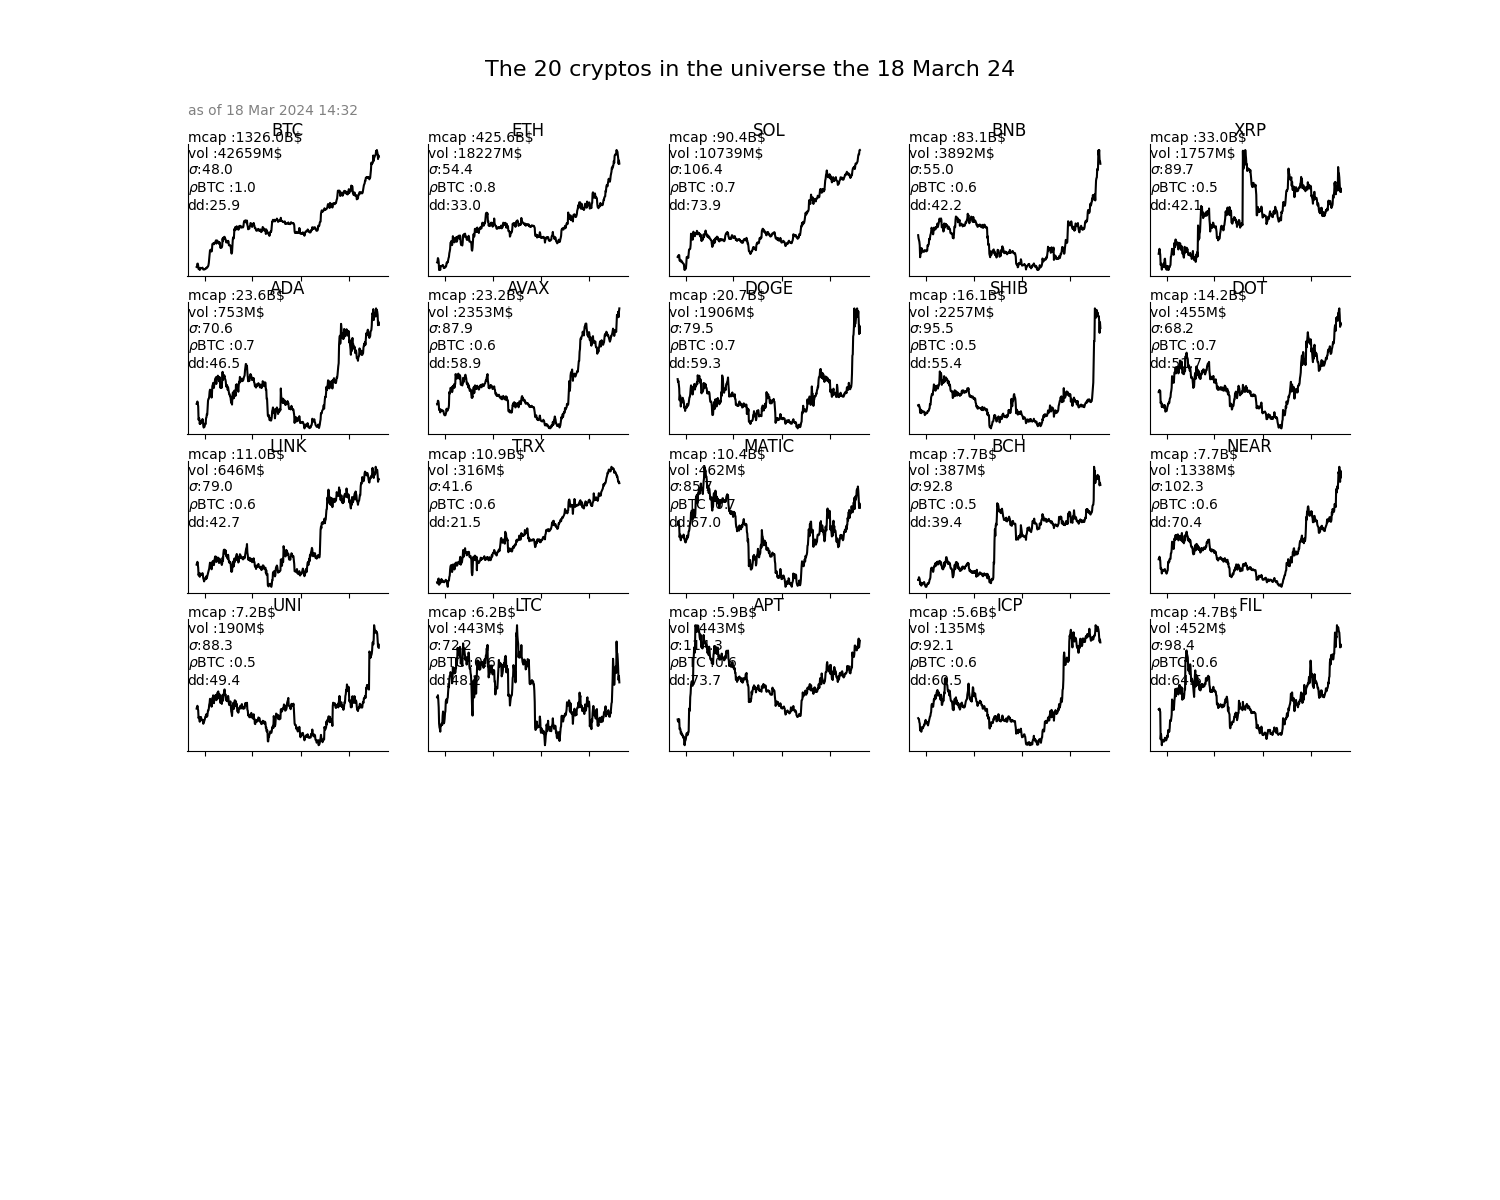 The 20 cryptos in the universe the 18 March 24
as of 18 Mar 2024 14:32
BTC
mcap :1326.0B$
vol :42659M$
σ:48.0
ρBTC :1.0
dd:25.9
ETH
mcap :425.6B$
vol :18227M$
σ:54.4
ρBTC :0.8
dd:33.0
SOL
mcap :90.4B$
vol :10739M$
σ:106.4
ρBTC :0.7
dd:73.9
BNB
mcap :83.1B$
vol :3892M$
σ:55.0
ρBTC :0.6
dd:42.2
XRP
mcap :33.0B$
vol :1757M$
σ:89.7
ρBTC :0.5
dd:42.1
ADA
mcap :23.6B$
vol :753M$
σ:70.6
ρBTC :0.7
dd:46.5
AVAX
mcap :23.2B$
vol :2353M$
σ:87.9
ρBTC :0.6
dd:58.9
DOGE
mcap :20.7B$
vol :1906M$
σ:79.5
ρBTC :0.7
dd:59.3
SHIB
mcap :16.1B$
vol :2257M$
σ:95.5
ρBTC :0.5
dd:55.4
DOT
mcap :14.2B$
vol :455M$
σ:68.2
ρBTC :0.7
LINK
mcap :11.0B$
vol :646M$
σ:79.0
ρBTC :0.6
dd:42.7
TRX
mcap :10.9B$
vol :316M$
σ:41.6
ρBTC :0.6
dd:21.5
MATIC
mcap :10.4B$
vol :462M$
ρBTC :0.7
dd:67.0
BCH
mcap :7.7B$
vol :387M$
σ:92.8
ρBTC :0.5
dd:39.4
NEAR
mcap :7.7B$
vol :1338M$
σ:102.3
ρBTC :0.6
dd:70.4
UNI
mcap :7.2B$
vol :190M$
σ:88.3
ρBTC :0.5
dd:49.4
LTC
mcap :6.2B$
vol :443M$
σ:72.2
ρBTC :0.6
APT
mcap :5.9B$
vol :443M$
ρBTC :0.6
dd:73.7
ICP
mcap :5.6B$
vol :135M$
σ:92.1
ρBTC :0.6
dd:60.5
FIL
mcap :4.7B$
vol :452M$
σ:98.4
ρBTC :0.6